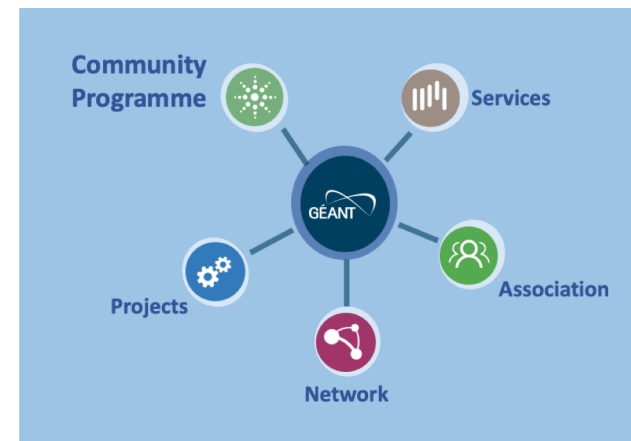 Community
Programme
Services
GÉANT
Association
Projects
Network